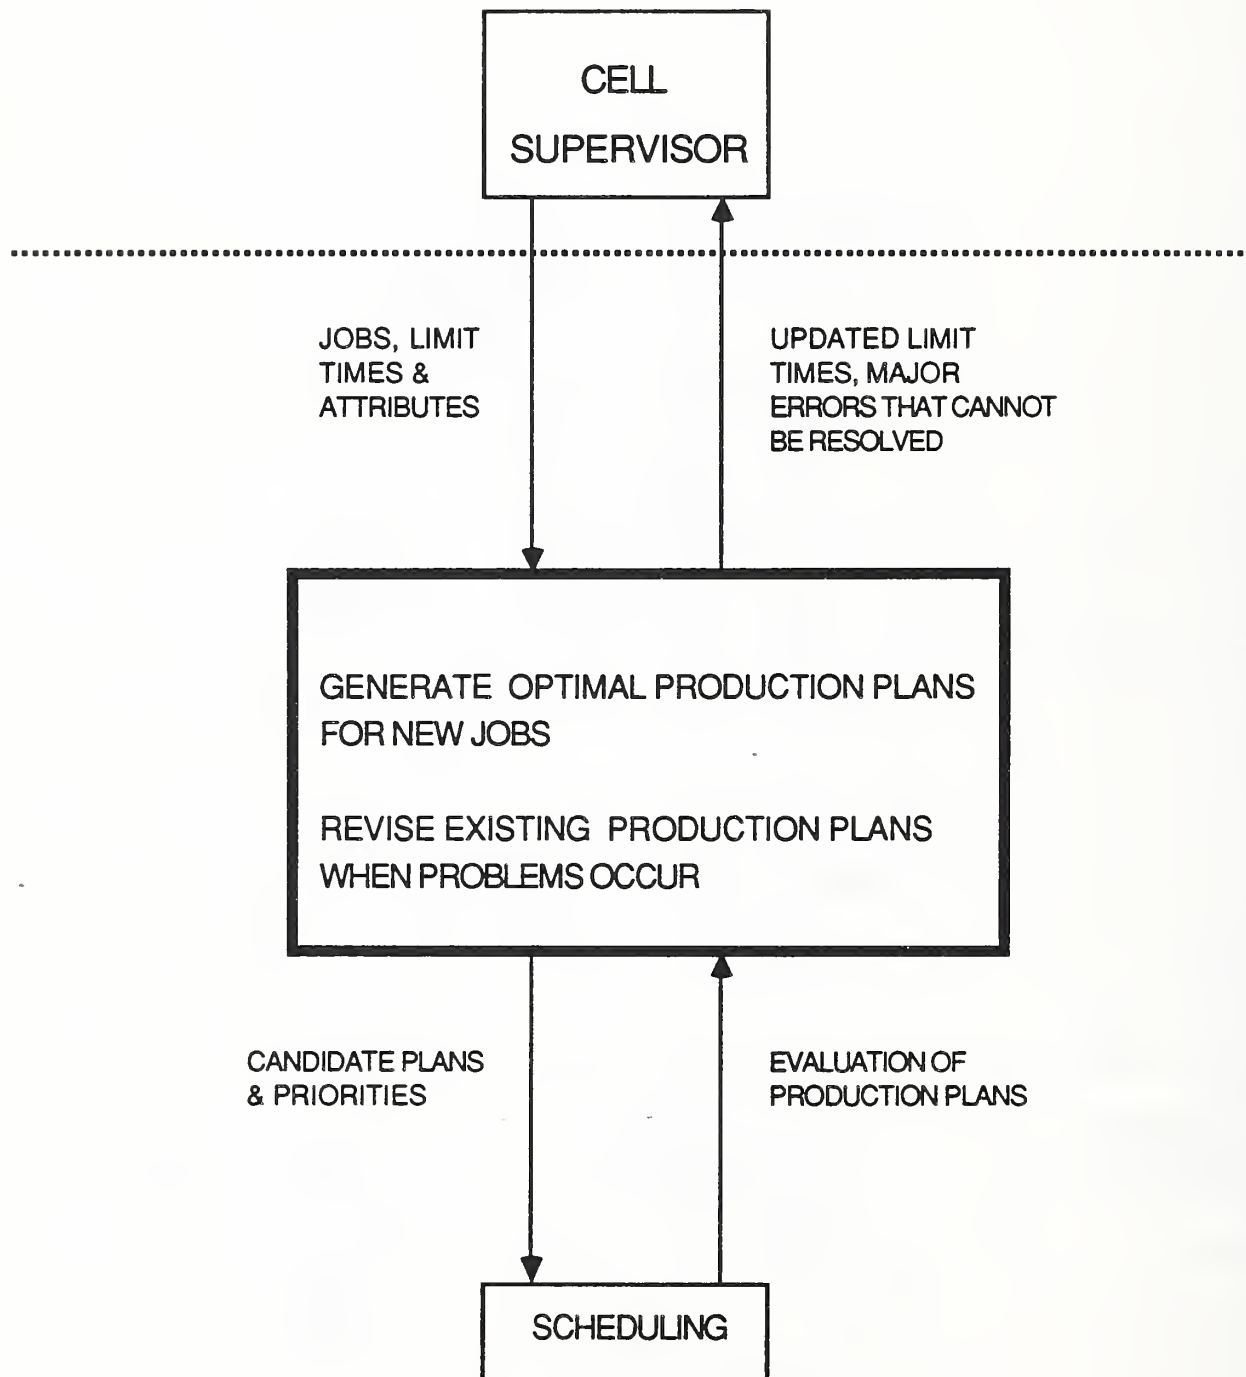 CELL
SUPERVISOR
JOBS, LIMIT
TIMES &
ATTRIBUTES
UPDATED LIMIT
TIMES, MAJOR
ERRORS THAT CANNOT
BE RESOLVED
GENERATE OPTIMAL PRODUCTION PLANS
FOR NEW JOBS
REVISE EXISTING PRODUCTION PLANS
WHEN PROBLEMS OCCUR
CANDIDATE PLANS
& PRIORITIES
EVALUATION OF
PRODUCTION PLANS
SCHEDULING